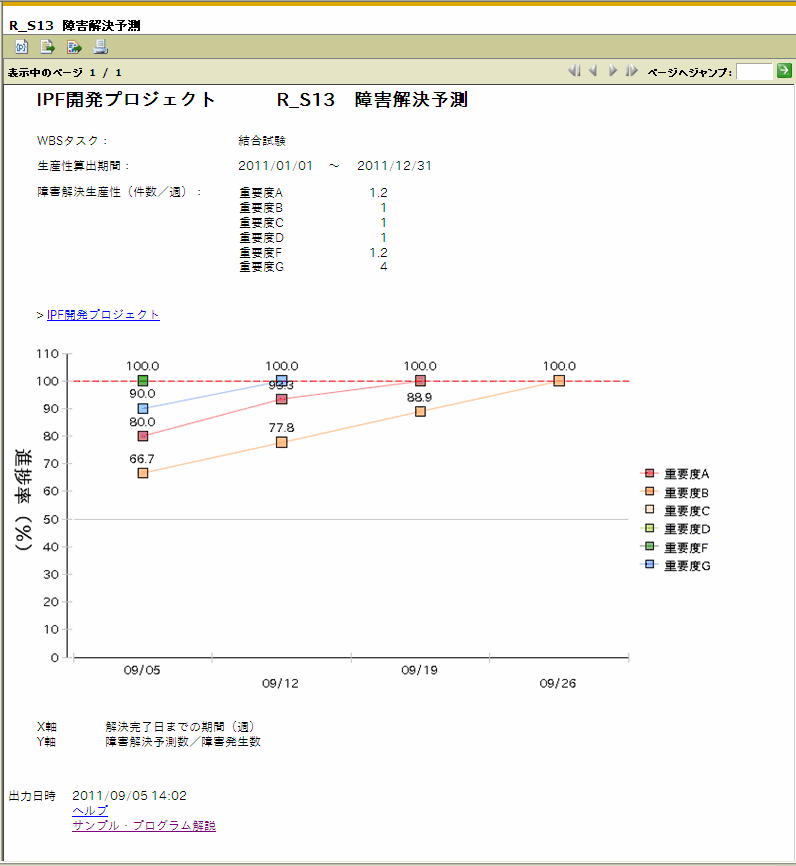 R_S13 障害解決予測
表示中のページ 1 / 1
ページへジャンプ:
IPF開発プロジェクト R_S13 障害解決予測
WBSタスク:
結合試験
生産性算出期間:
2011/01/01 ～ 2011/12/31
障害解決生産性(件数/週):
重要度A 1.2
重要度B 1
重要度C 1
重要度D 1
重要度F 1.2
重要度G 4
> IPF開発プロジェクト
進捗率(%)
110
100
90
80
70
60
50
40
30
20
10
0
100.0 100.0 100.0 100.0
90.0 93.3
80.0 88.9
66.7 77.8
09/05 09/12 09/19 09/26
重要度A
重要度B
重要度C
重要度D
重要度F
重要度G
X軸 解決完了日までの期間(週)
Y軸 障害解決予測数/障害発生数
出力日時 2011/09/05 14:02
ヘルプ
サンプル・プログラム解説